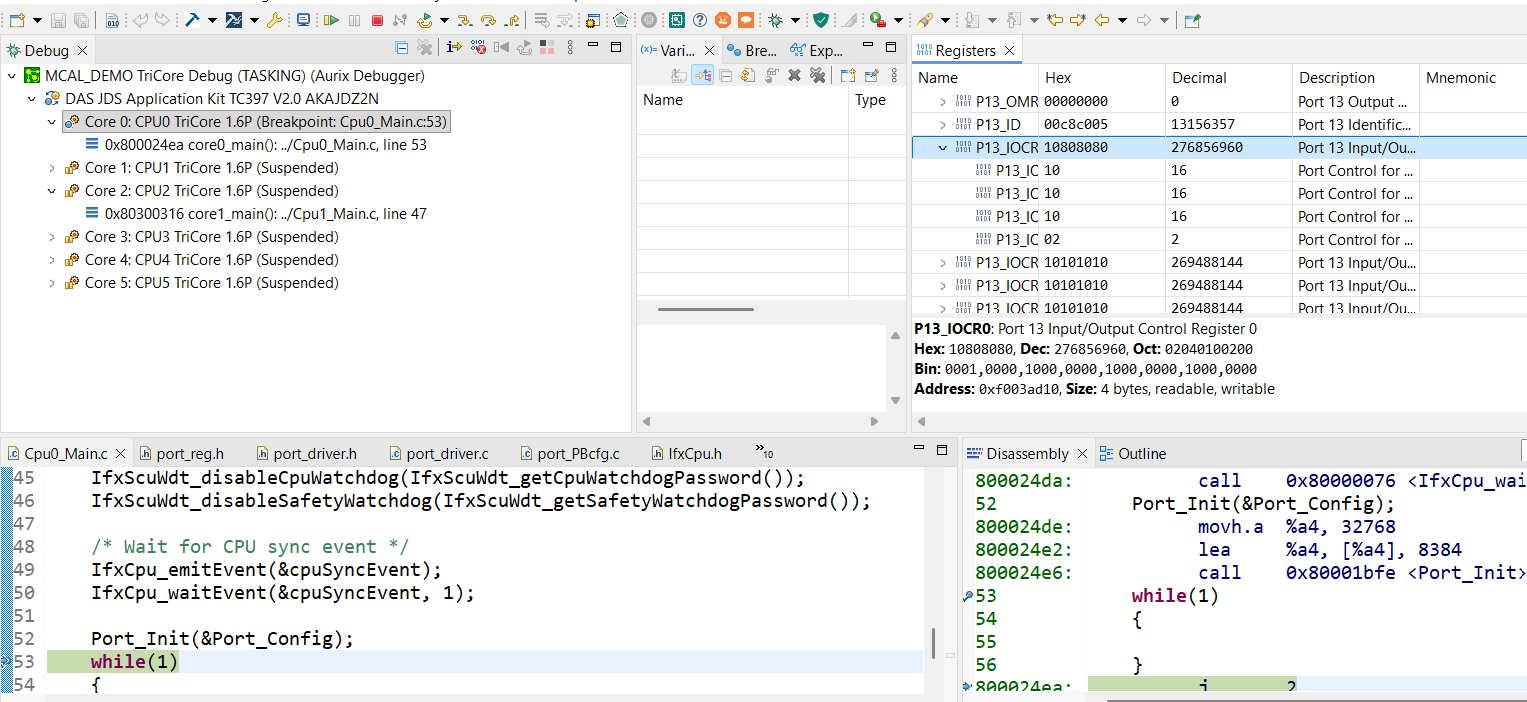 Debug
MCAL_DEMO TriCore Debug (TASKING) (Aurix Debugger)
DAS JDS Application Kit TC397 V2.0 AKAJDZ2N
Core 0: CPU0 TriCore 1.6P (Breakpoint: Cpu0_Main.c:53)
0x800024ea core0_main(): ../Cpu0_Main.c, line 53
Core 1: CPU1 TriCore 1.6P (Suspended)
Core 2: CPU2 TriCore 1.6P (Suspended)
0x80300316 core1_main(): ../Cpu1_Main.c, line 47
Core 3: CPU3 TriCore 1.6P (Suspended)
Core 4: CPU4 TriCore 1.6P (Suspended)
Core 5: CPU5 TriCore 1.6P (Suspended)
(x)= Vari... Bre... Exp...
Name Type
Registers
Name Hex Decimal Description Mnemonic
P13_OMR 00000000 0 Port 13 Output ...
P13_ID 00c8c005 13156357 Port 13 Identific...
P13_IOCR 10808080 276856960 Port 13 Input/Ou...
P13_IC 10 16 Port Control for ...
P13_IC 10 16 Port Control for ...
P13_IC 10 16 Port Control for ...
P13_IC 02 2 Port Control for ...
P13_IOCR 10101010 269488144 Port 13 Input/Ou...
P13_IOCR 10101010 269488144 Port 13 Input/Ou...
P13_IOCR 10101010 269488144 Port 13 Input/Ou...
P13_IOCR0: Port 13 Input/Output Control Register 0
Hex: 10808080, Dec: 276856960, Oct: 02040100200
Bin: 0001,0000,1000,0000,1000,0000,1000,0000
Address: 0xf003ad10, Size: 4 bytes, readable, writable
Cpu0_Main.c port_reg.h port_driver.h port_driver.c port_PBcfg.c IfxCpu.h »10
45 IfxScuWdt_disableCpuWatchdog(IfxScuWdt_getCpuWatchdogPassword());
46 IfxScuWdt_disableSafetyWatchdog(IfxScuWdt_getSafetyWatchdogPassword());
47
48 /* Wait for CPU sync event */
49 IfxCpu_emitEvent(&cpuSyncEvent);
50 IfxCpu_waitEvent(&cpuSyncEvent, 1);
51
52 Port_Init(&Port_Config);
53 while(1)
54 {
Disassembly Outline
800024da: call 0x80000076 <IfxCpu_wai
52 Port_Init(&Port_Config);
800024de: movh.a %a4, 32768
800024e2: lea %a4, [%a4], 8384
800024e6: call 0x80001bfe <Port_Init>
53 while(1)
54 {
55
56 }
800024ea: j 2